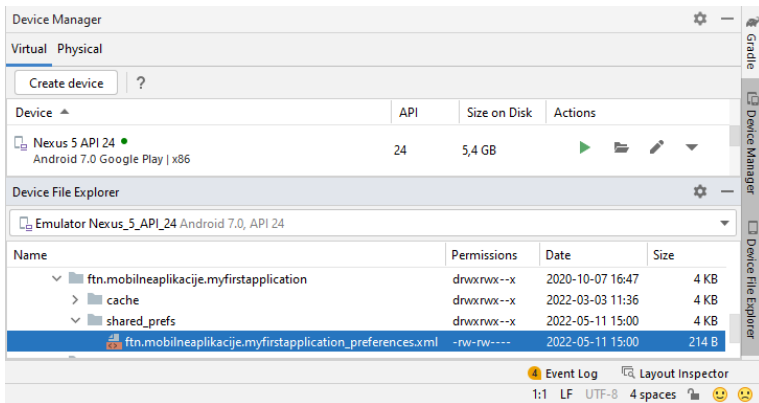 Device Manager
Virtual Physical
Create device ?
Device API Size on Disk Actions
Nexus 5 API 24 24 5,4 GB
Android 7.0 Google Play | x86
Device File Explorer
Emulator Nexus_5_API_24 Android 7.0, API 24
Name Permissions Date Size
ftn.mobilneaplikacije.myfirstapplication drwxrwx--x 2020-10-07 16:47 4 KB
cache drwxrwx--x 2022-03-03 11:36 4 KB
shared_prefs drwxrwx--x 2022-05-11 15:00 4 KB
ftn.mobilneaplikacije.myfirstapplication_preferences.xml -rw-rw---- 2022-05-11 15:00 214 B
4 Event Log Layout Inspector
1:1 LF UTF-8 4 spaces
Gradle
Device Manager
Device File Explorer